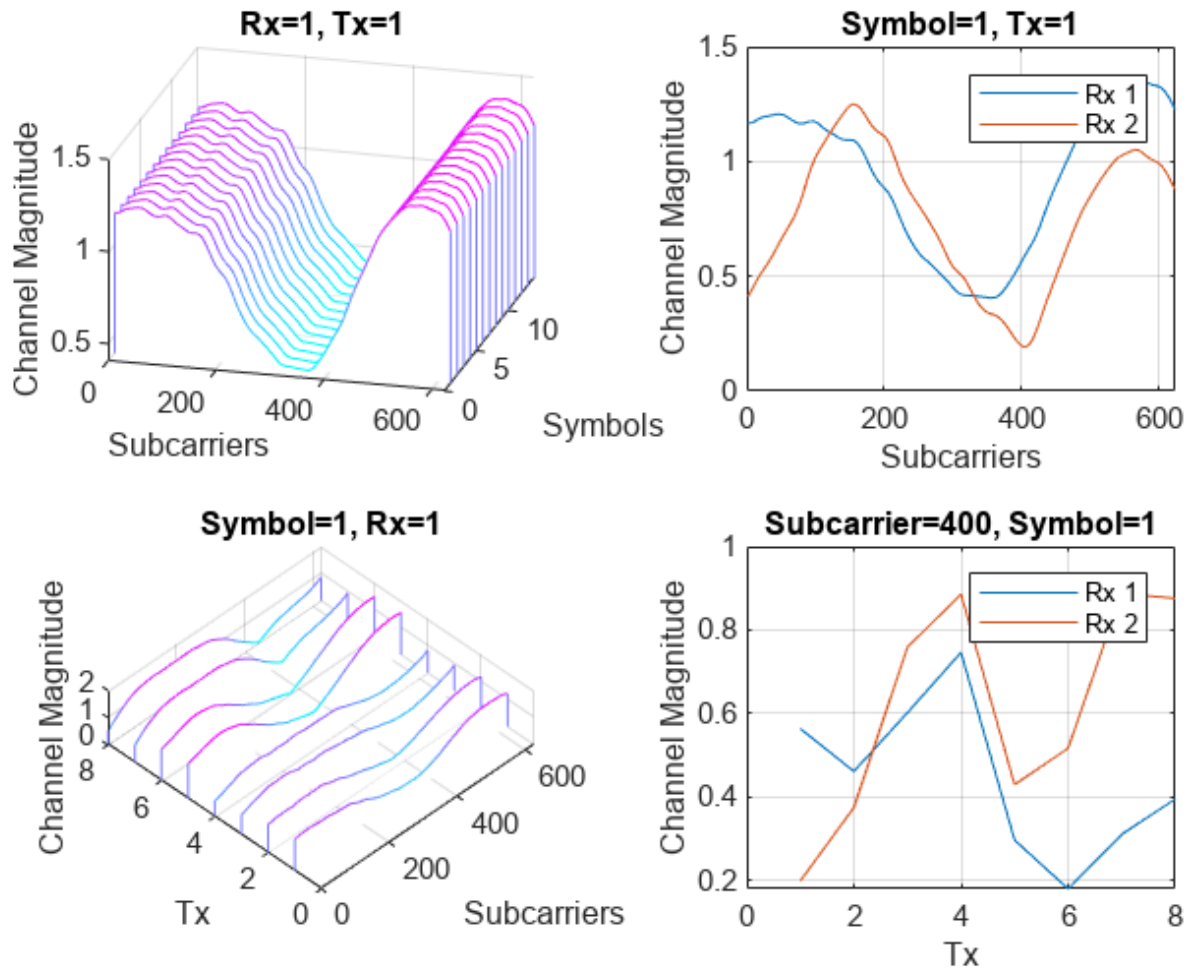 Rx=1, Tx=1
Channel Magnitude
1.5
1
0.5
0
200
400
600
Subcarriers
0
5
10
Symbols
Symbol=1, Tx=1
Channel Magnitude
1.5
1
0.5
0
Rx 1
Rx 2
0
200
400
600
Subcarriers
Symbol=1, Rx=1
Channel Magnitude
2
1
0
8
6
4
2
0
Tx
0
200
400
600
Subcarriers
Subcarrier=400, Symbol=1
Channel Magnitude
1
0.8
0.6
0.4
0.2
Rx 1
Rx 2
0
2
4
6
8
Tx